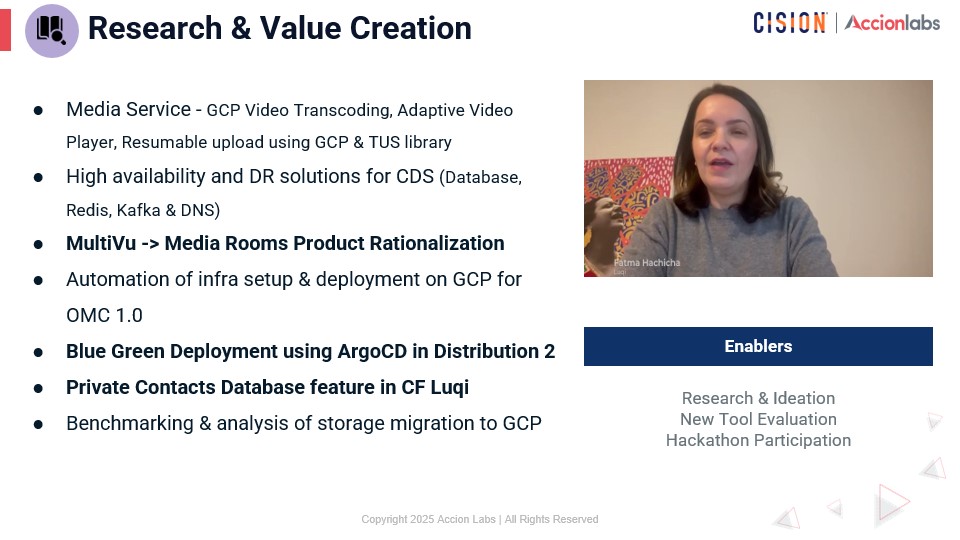 Research & Value Creation
CISION
Accionlabs
● Media Service - GCP Video Transcoding, Adaptive Video
Player, Resumable upload using GCP & TUS library
● High availability and DR solutions for CDS (Database,
Redis, Kafka & DNS)
● MultiVu -> Media Rooms Product Rationalization
● Automation of infra setup & deployment on GCP for
OMC 1.0
● Blue Green Deployment using ArgoCD in Distribution 2
● Private Contacts Database feature in CF Luqi
● Benchmarking & analysis of storage migration to GCP
Fatma Hachicha
Enablers
Research & Ideation
New Tool Evaluation
Hackathon Participation
Copyright 2025 Accion Labs | All Rights Reserved